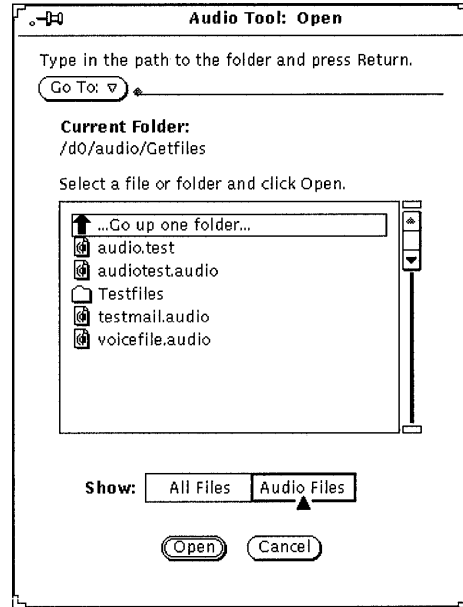 Audio Tool: Open
Type in the path to the folder and press Return.
Go To:
Current Folder:
/d0/audio/Getfiles
Select a file or folder and click Open.
...Go up one folder...
audio.test
audiotest.audio
Testfiles
testmail.audio
voicefile.audio
Show: All Files Audio Files
Open Cancel